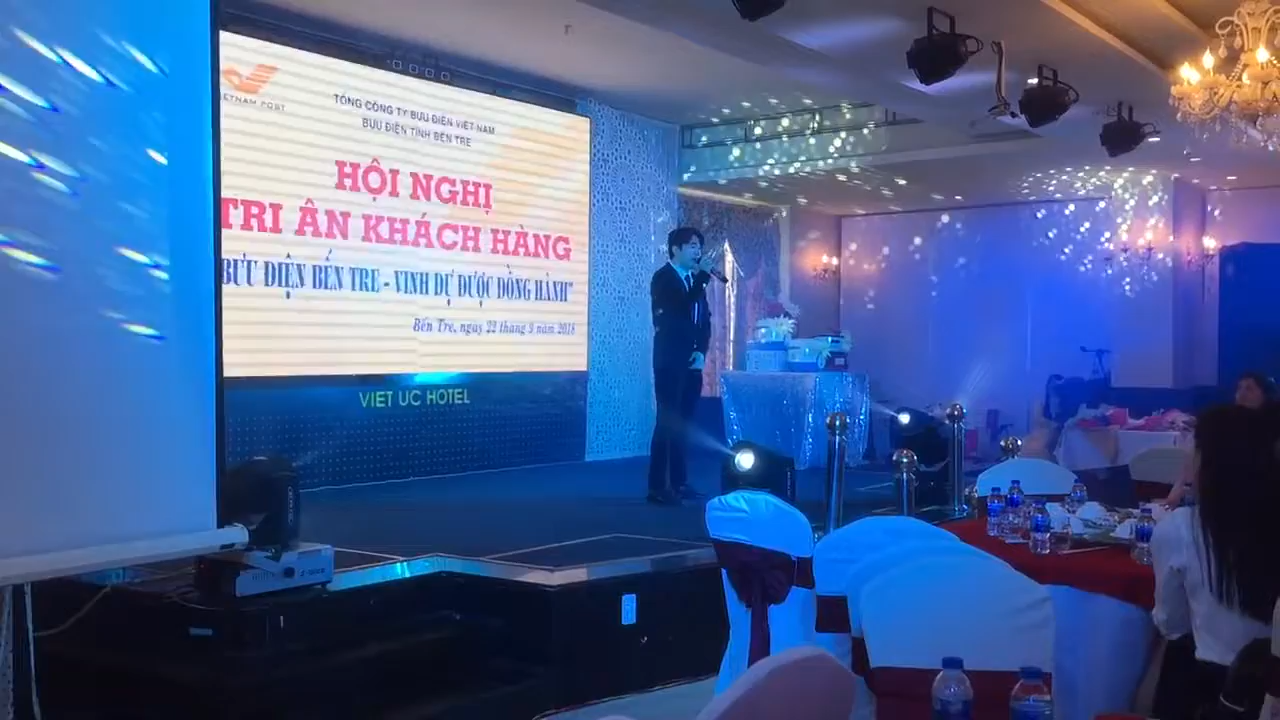 VIETNAM POST
TỔNG CÔNG TY BƯU ĐIỆN VIỆT NAM
BƯU ĐIỆN TỈNH BẾN TRE
HỘI NGHỊ
TRI ÂN KHÁCH HÀNG
BƯU ĐIỆN BẾN TRE - VINH DỰ ĐƯỢC ĐỒNG HÀNH"
Bến Tre, ngày 22 tháng 9 năm 2018
VIET UC HOTEL